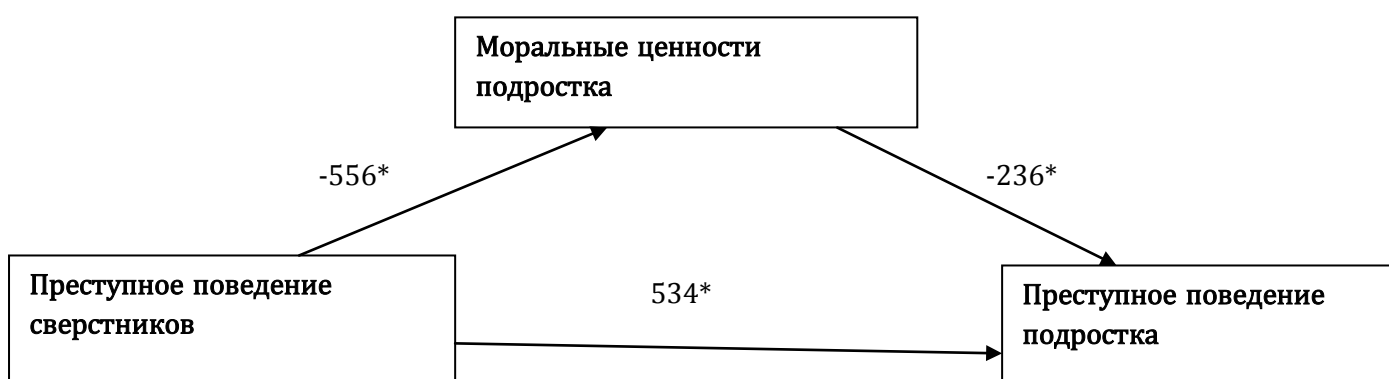 Моральные ценности
подростка
-556*
-236*
Преступное поведение
сверстников
534*
Преступное поведение
подростка